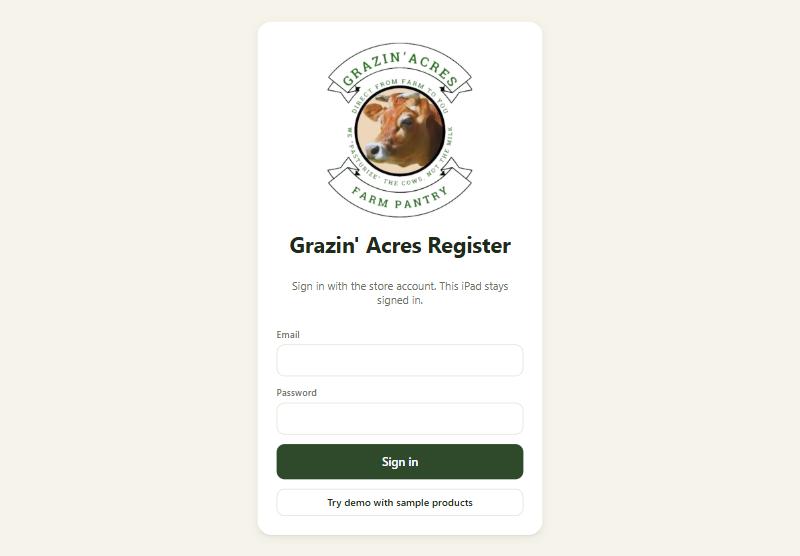 GRAZIN'ACRES
DIRECT FROM FARM TO YOU
WE "PASTURIZE" THE COWS, NOT THE MILK
FARM PANTRY
Grazin' Acres Register
Sign in with the store account. This iPad stays
signed in.
Email
Password
Sign in
Try demo with sample products